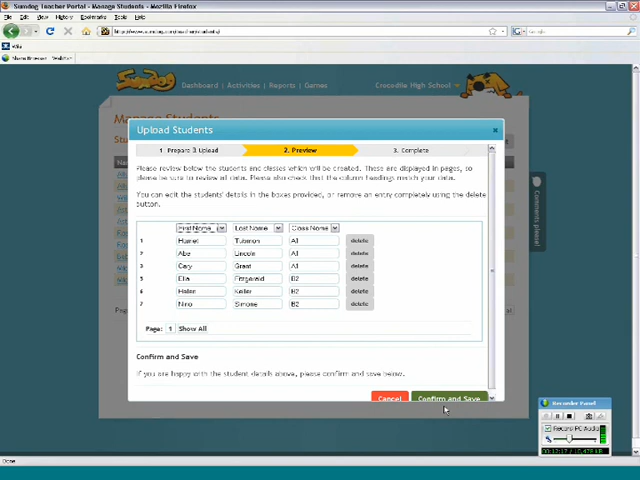 Sumdog Teacher Portal - Manage Students - Mozilla Firefox
File Edit View History Bookmarks Tools Help
Wiki
Sumdog Dashboard | Activities | Reports | Games Crocodile High School
Manage Students
Upload Students ×
1. Prepare & Upload 2. Preview 3. Complete
Please review below the students and classes which will be created. These are displayed in pages, so
please be sure to review all data. Please also check that the column headings match your data.
You can edit the students' details in the boxes provided, or remove an entry completely using the delete
button.
First Name Last Name Class Name
1 Harriet Tubman A1 delete
2 Abe Lincoln A1 delete
3 Cary Grant A1 delete
5 Ella Fitzgerald B2 delete
6 Helen Keller B2 delete
7 Nina Simone B2 delete
Page: 1 Show All
Confirm and Save
If you are happy with the student details above, please confirm and save below.
Cancel Confirm and Save
Comments please!
Recorder Panel
Record PC Audio
Done